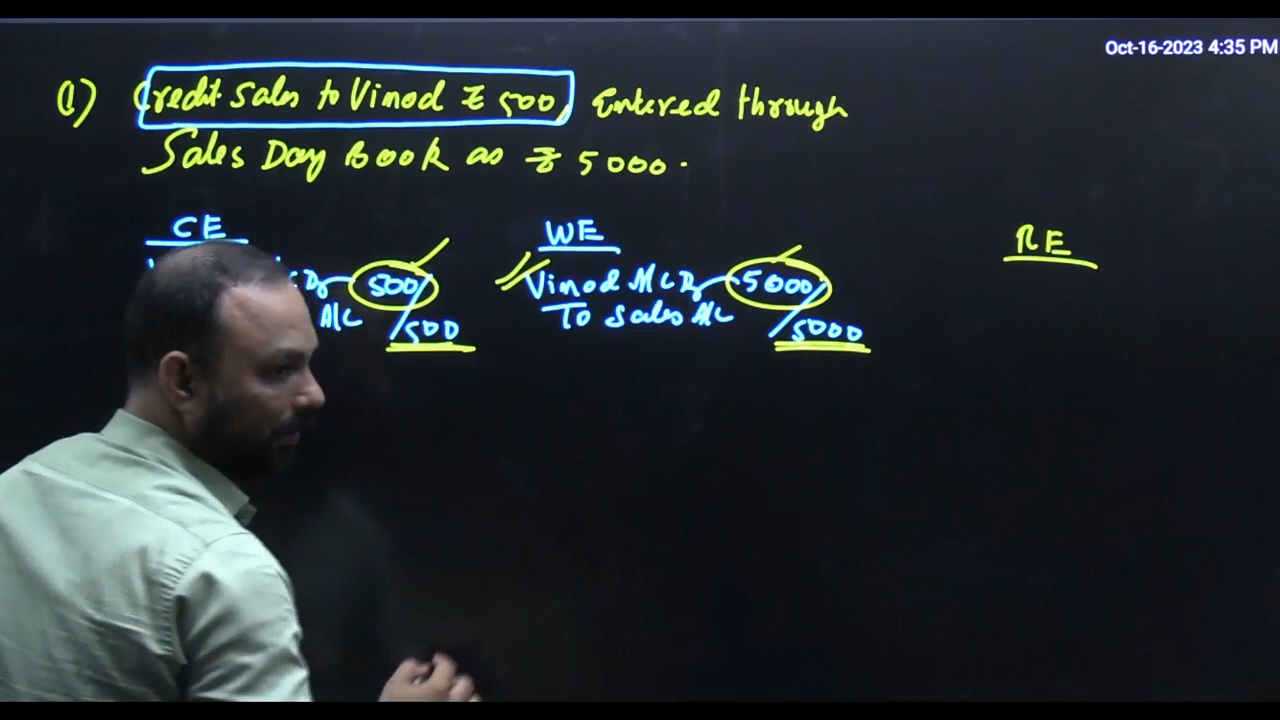 Oct-16-2023 4:35 PM
(1) Credit Sales to Vinod ₹ 500, Entered through
Sales Day Book as ₹ 5000.
CE
Dr 500
A/C 500
WE
Vinod A/c Dr 5000
To Sales A/c 5000
RE